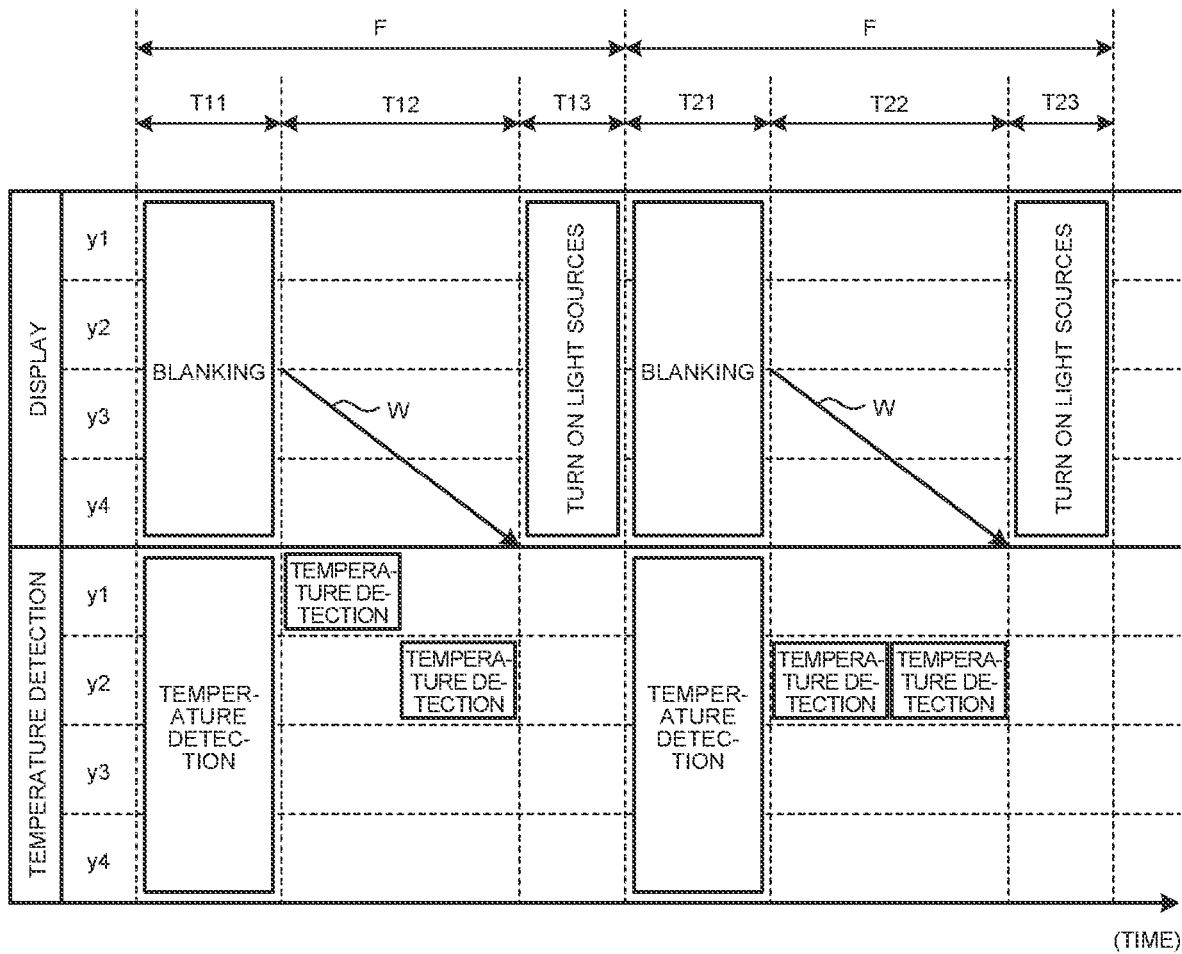 F F
T11 T12 T13 T21 T22 T23
DISPLAY
y1
y2
y3
y4
BLANKING
W
TURN ON LIGHT SOURCES
BLANKING
W
TURN ON LIGHT SOURCES
TEMPERATURE DETECTION
y1
y2
y3
y4
TEMPER-
ATURE
DETEC-
TION
TEMPERA-
TURE DE-
TECTION
TEMPERA-
TURE DE-
TECTION
TEMPER-
ATURE
DETEC-
TION
TEMPERA-
TURE DE-
TECTION
TEMPERA-
TURE DE-
TECTION
(TIME)